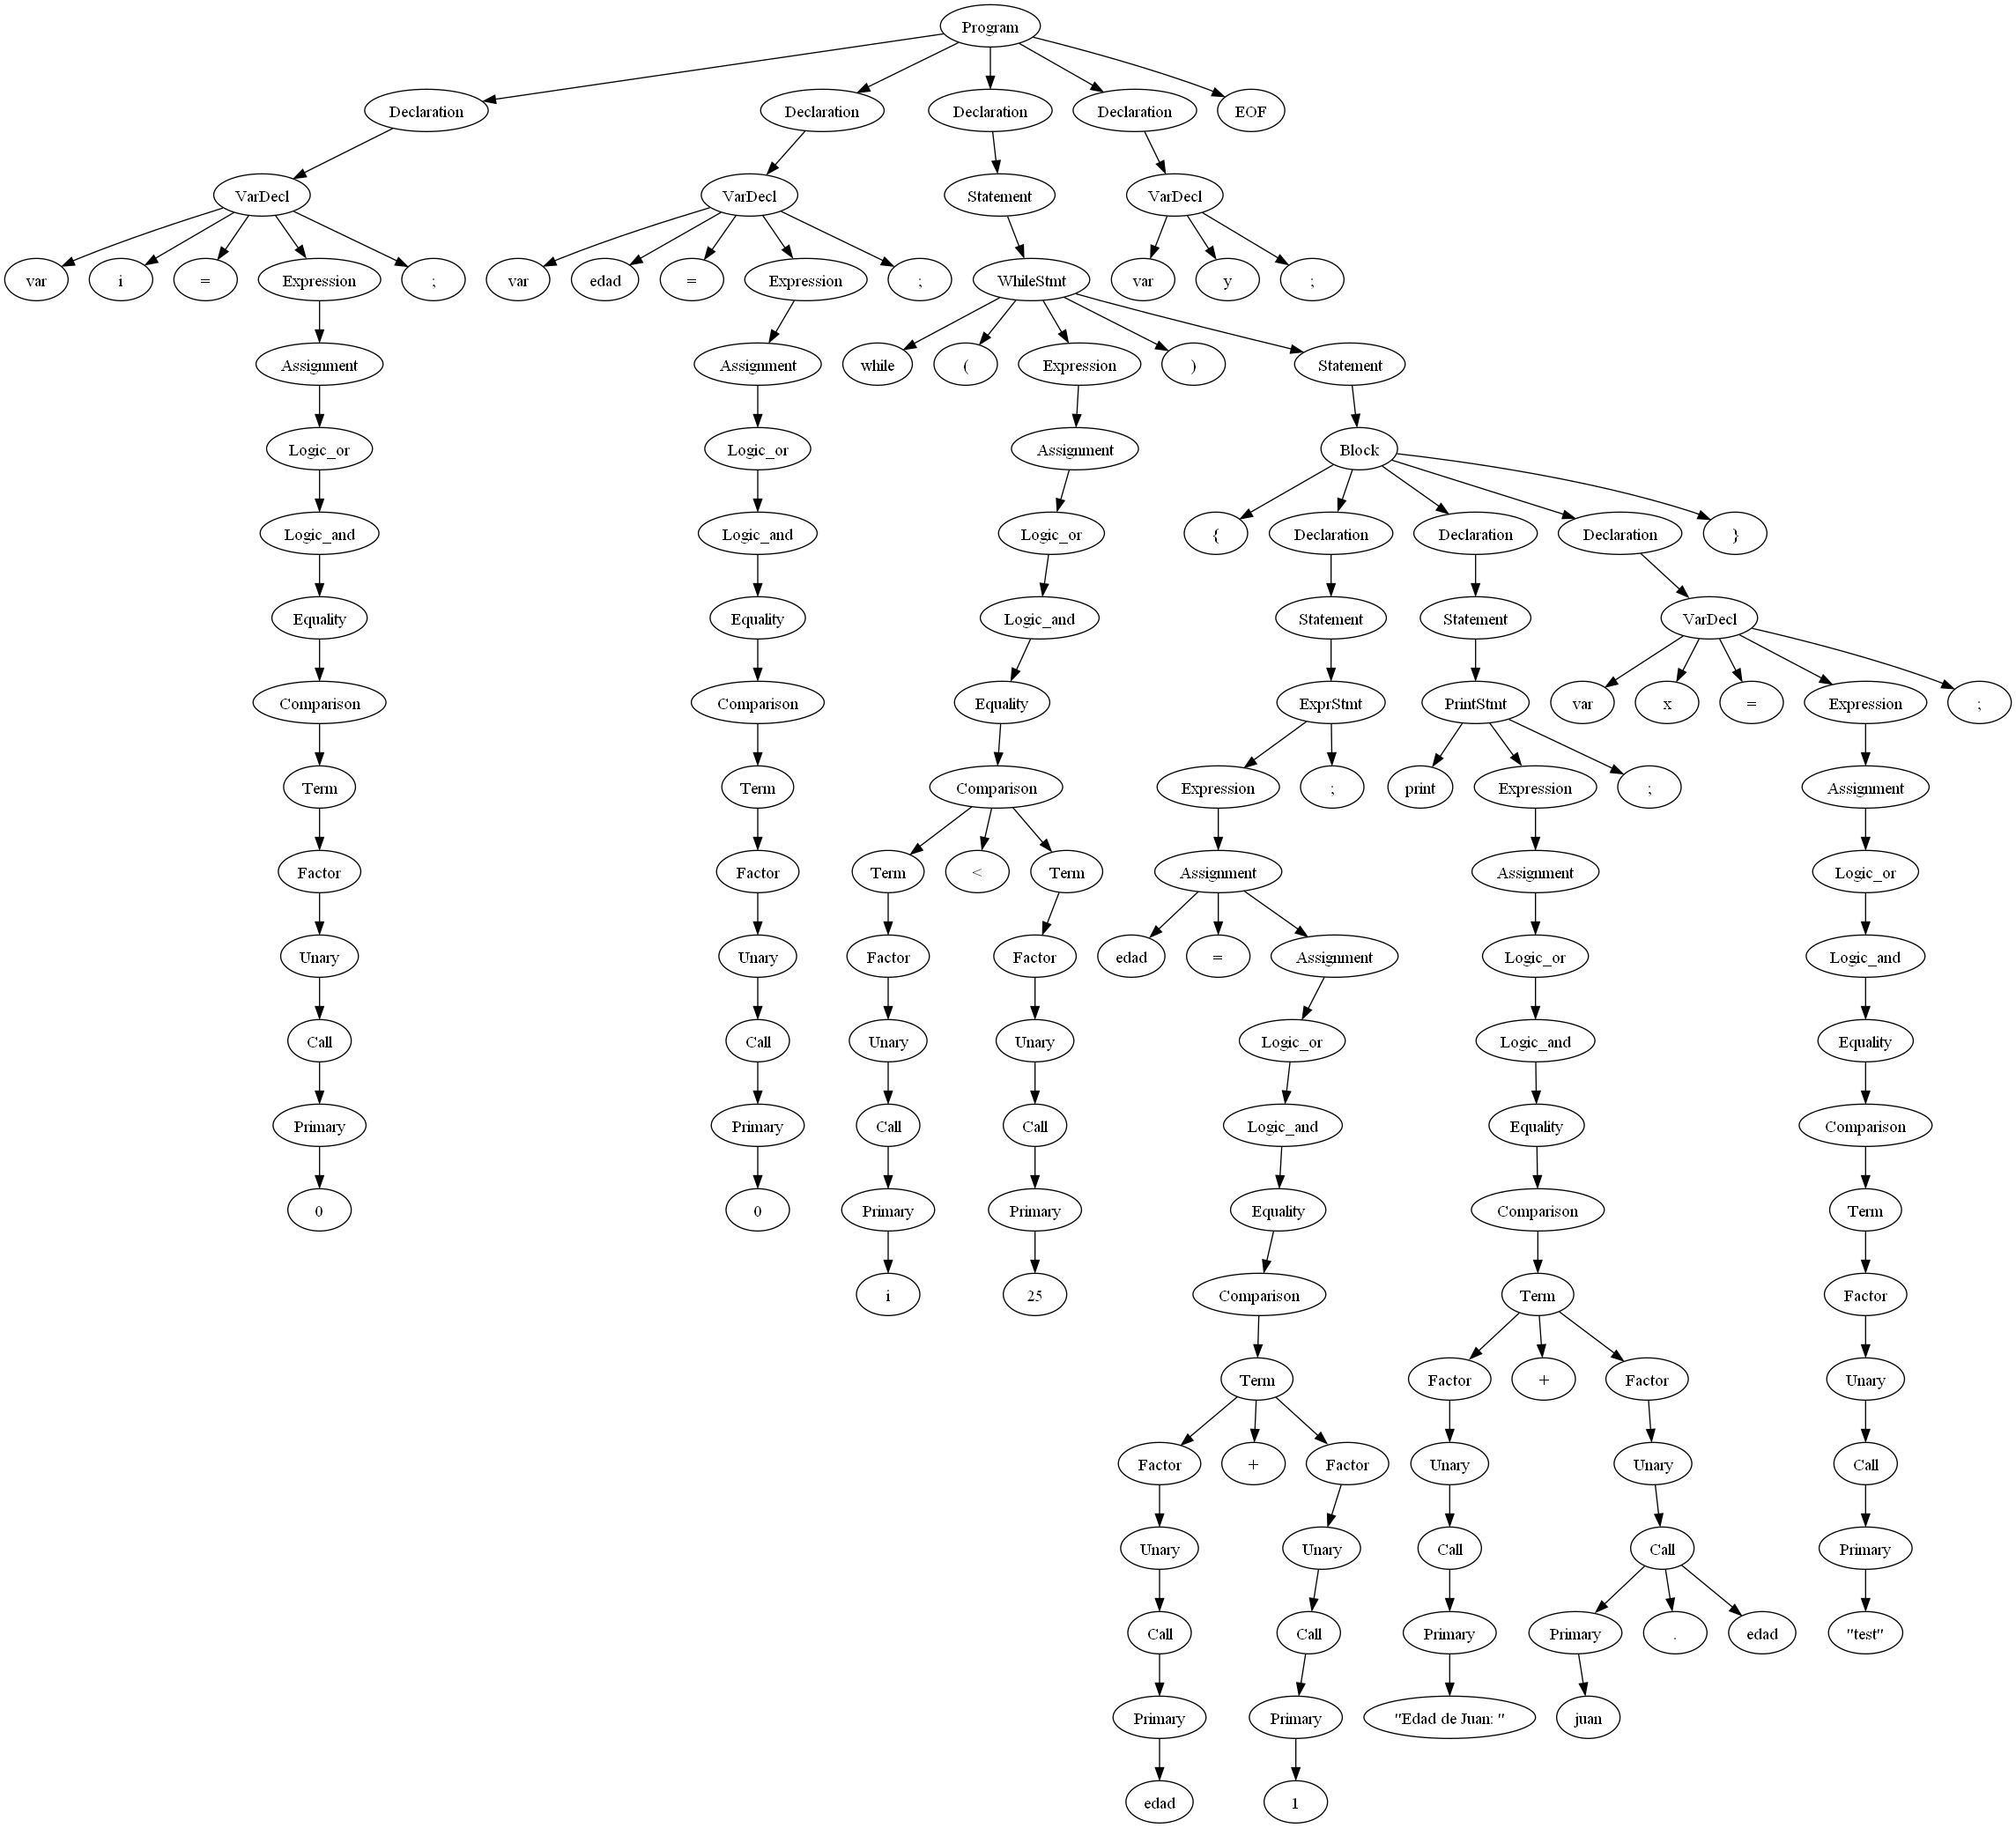 Program
Declaration Declaration Declaration Declaration EOF
VarDecl VarDecl Statement VarDecl
var i = Expression ; var edad = Expression ; WhileStmt var y ;
Assignment Assignment while ( Expression ) Statement
Logic_or Logic_or Assignment Block
Logic_and Logic_and Logic_or { Declaration Declaration Declaration }
Equality Equality Logic_and Statement Statement VarDecl
Comparison Comparison Equality ExprStmt PrintStmt var x = Expression ;
Term Term Comparison Expression ; print Expression ; Assignment
Factor Factor Term < Term Assignment Assignment Logic_or
Unary Unary Factor Factor edad = Assignment Logic_or Logic_and
Call Call Unary Unary Logic_or Logic_and Equality
Primary Primary Call Call Logic_and Equality Comparison
0 0 Primary Primary Equality Comparison Term
i 25 Comparison Term Factor
Term Factor + Factor Unary
Factor + Factor Unary Unary Call
Unary Unary Call Call Primary
Call Call Primary Primary . edad "test"
Primary Primary "Edad de Juan: " juan
edad 1